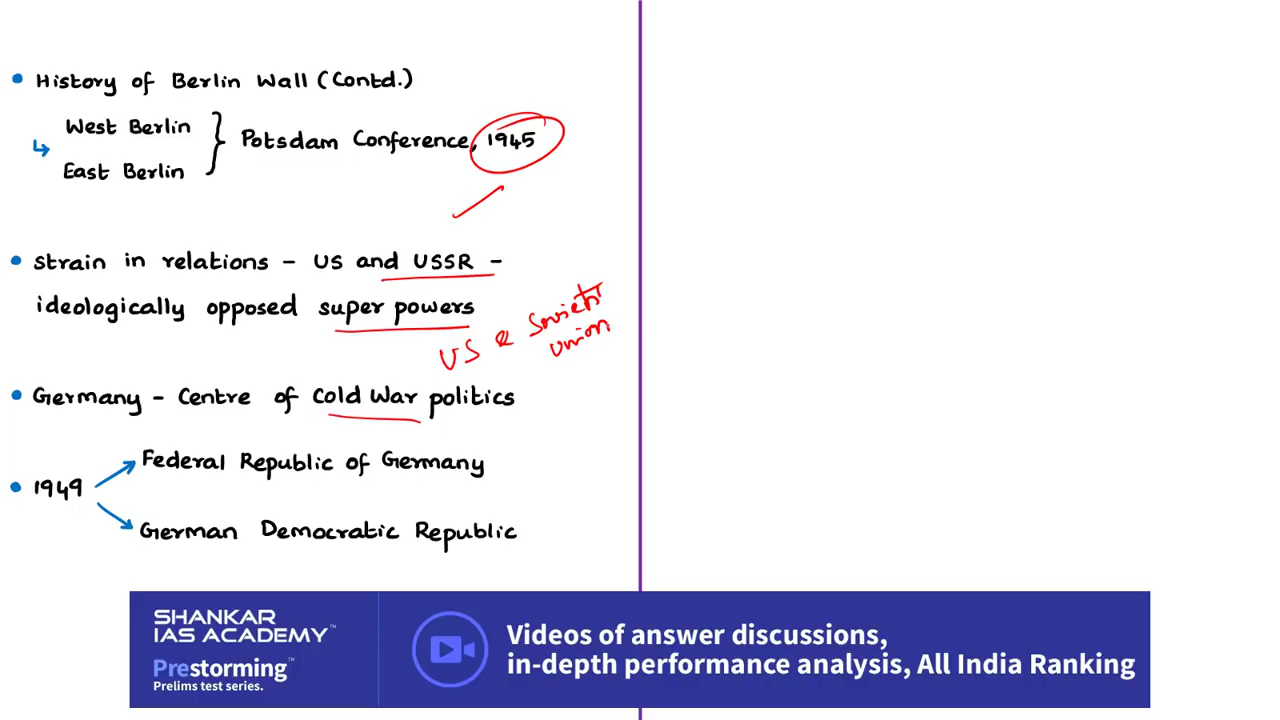 • History of Berlin Wall (Contd.)
↳ West Berlin
East Berlin
} Potsdam Conference, 1945
• Strain in relations – US and USSR –
ideologically opposed super powers
US & Soviet
Union
• Germany – Centre of Cold War politics
• 1949
Federal Republic of Germany
German Democratic Republic
SHANKAR
IAS ACADEMY™
Prestorming™
Prelims test series.
Videos of answer discussions,
in-depth performance analysis, All India Ranking